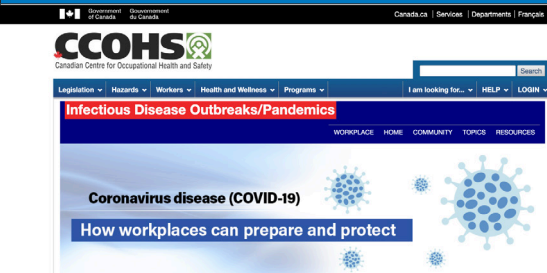 Government of Canada
Gouvernement du Canada
Canada.ca | Services | Departments | Français
CCOHS
Canadian Centre for Occupational Health and Safety
Search
Legislation Hazards Workers Health and Wellness Programs I am looking for... HELP LOGIN
Infectious Disease Outbreaks/Pandemics
WORKPLACE HOME COMMUNITY TOPICS RESOURCES
Coronavirus disease (COVID-19)
How workplaces can prepare and protect